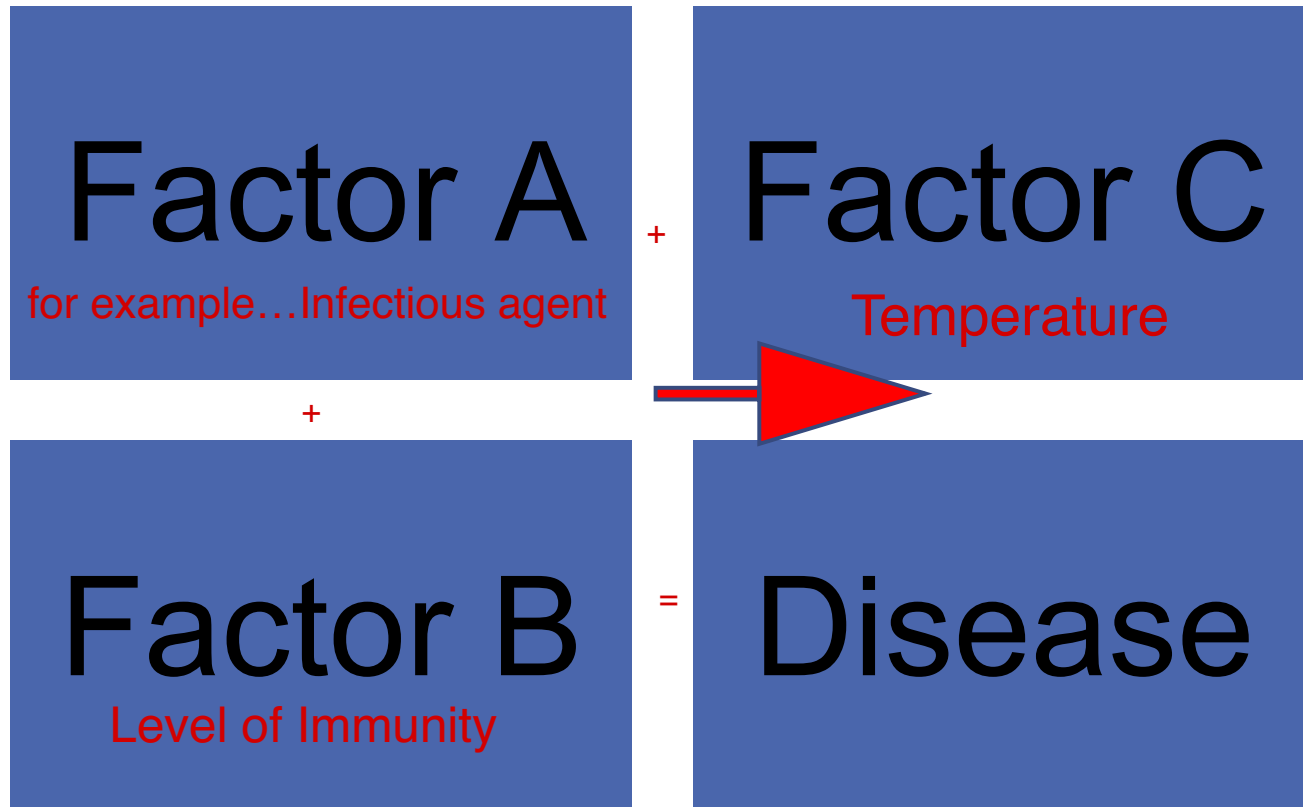 Factor A
for example…Infectious agent
+
Factor C
Temperature
+
Factor B
Level of Immunity
=
Disease